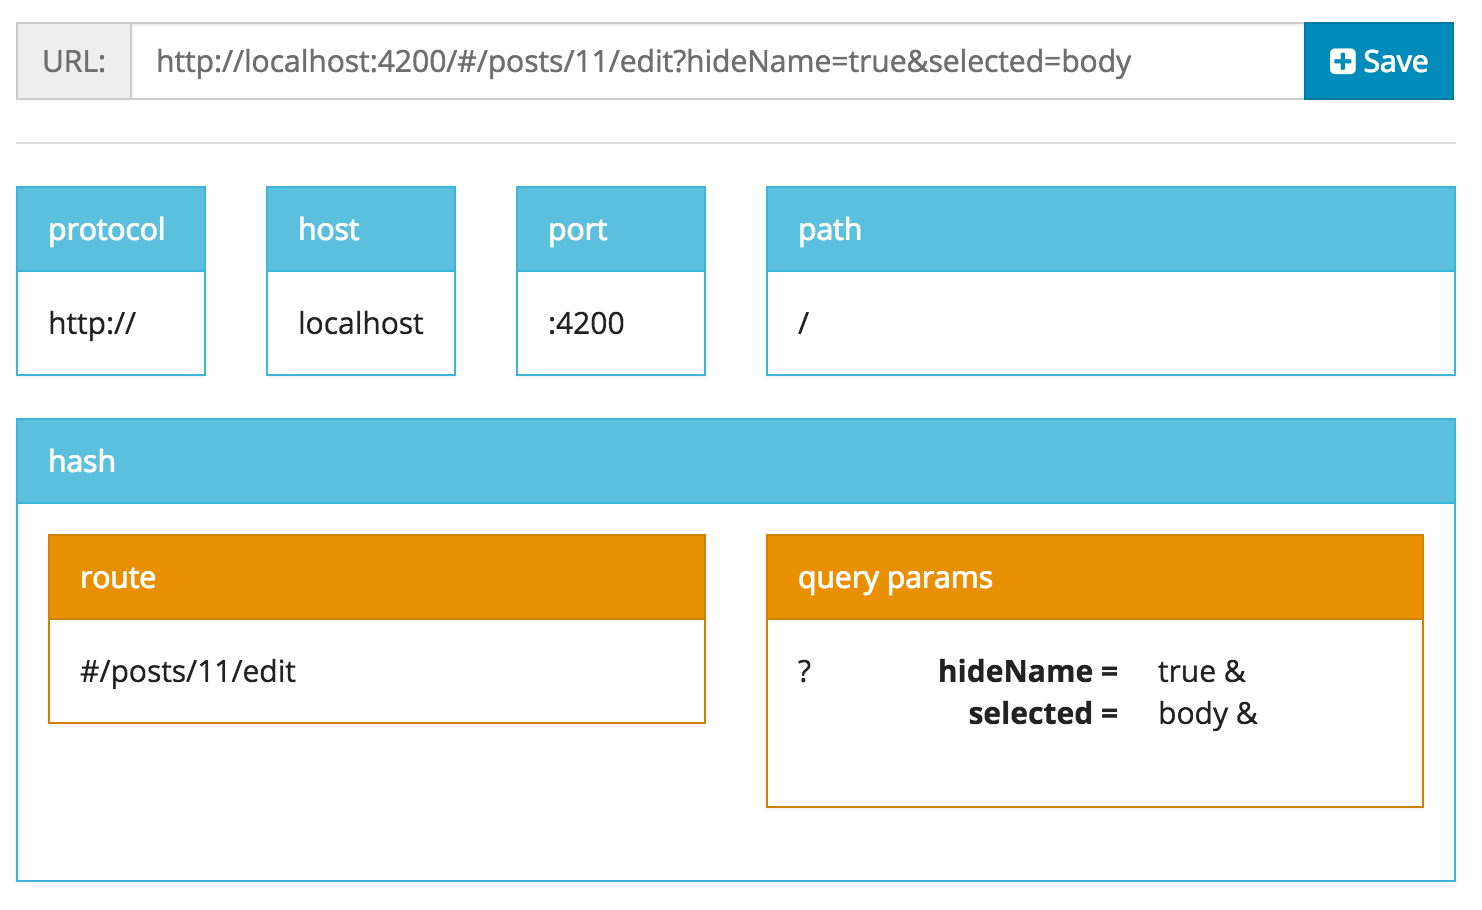 URL: http://localhost:4200/#/posts/11/edit?hideName=true&selected=body Save
protocol host port path
http:// localhost :4200 /
hash
route query params
#/posts/11/edit ? hideName = true &
selected = body &